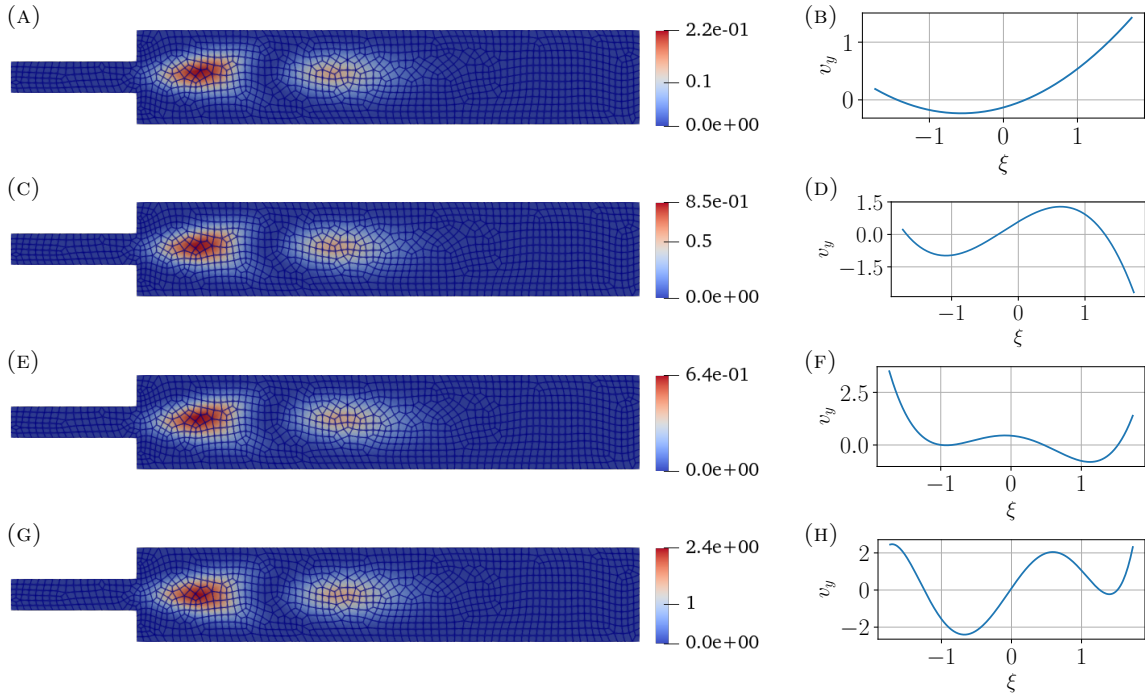 (A)
2.2e-01
0.1
0.0e+00
(B)
1
0
v_y
−1 0 1
ξ
(C)
8.5e-01
0.5
0.0e+00
(D)
1.5
0.0
−1.5
v_y
−1 0 1
ξ
(E)
6.4e-01
0.0e+00
(F)
2.5
0.0
v_y
−1 0 1
ξ
(G)
2.4e+00
1
0.0e+00
(H)
2
0
−2
v_y
−1 0 1
ξ